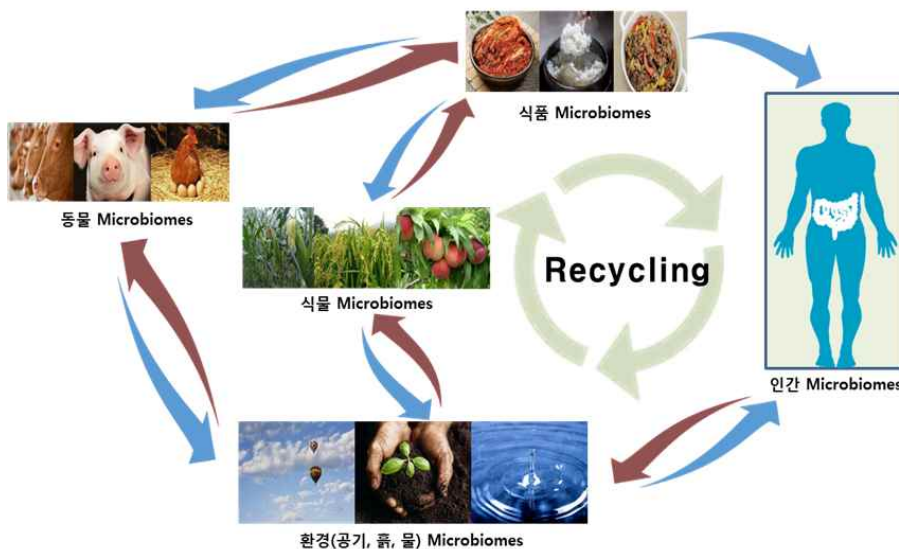 식품 Microbiomes
동물 Microbiomes
식물 Microbiomes
Recycling
인간 Microbiomes
환경(공기, 흙, 물) Microbiomes